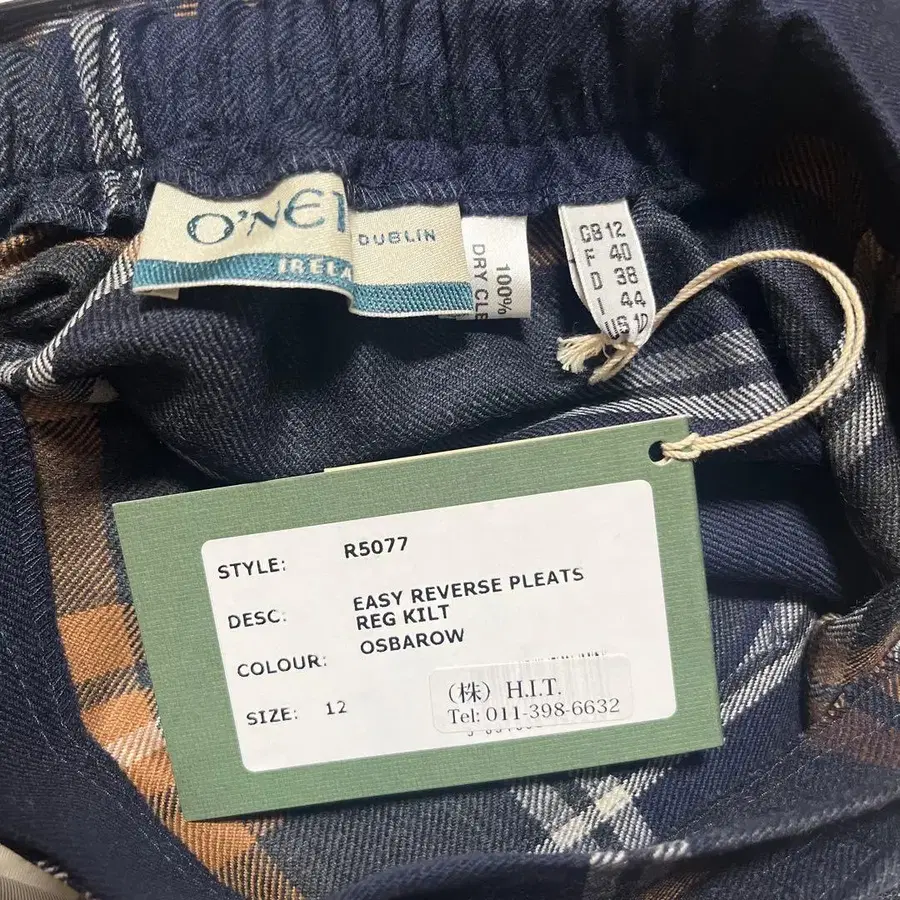 O'NE
DUBLIN
IRELA
100%
DRY CLE
GB 12
F 40
D 38
I 44
US 10
STYLE: R5077
DESC: EASY REVERSE PLEATS
REG KILT
COLOUR: OSBAROW
SIZE: 12
(株) H.I.T.
Tel: 011-398-6632